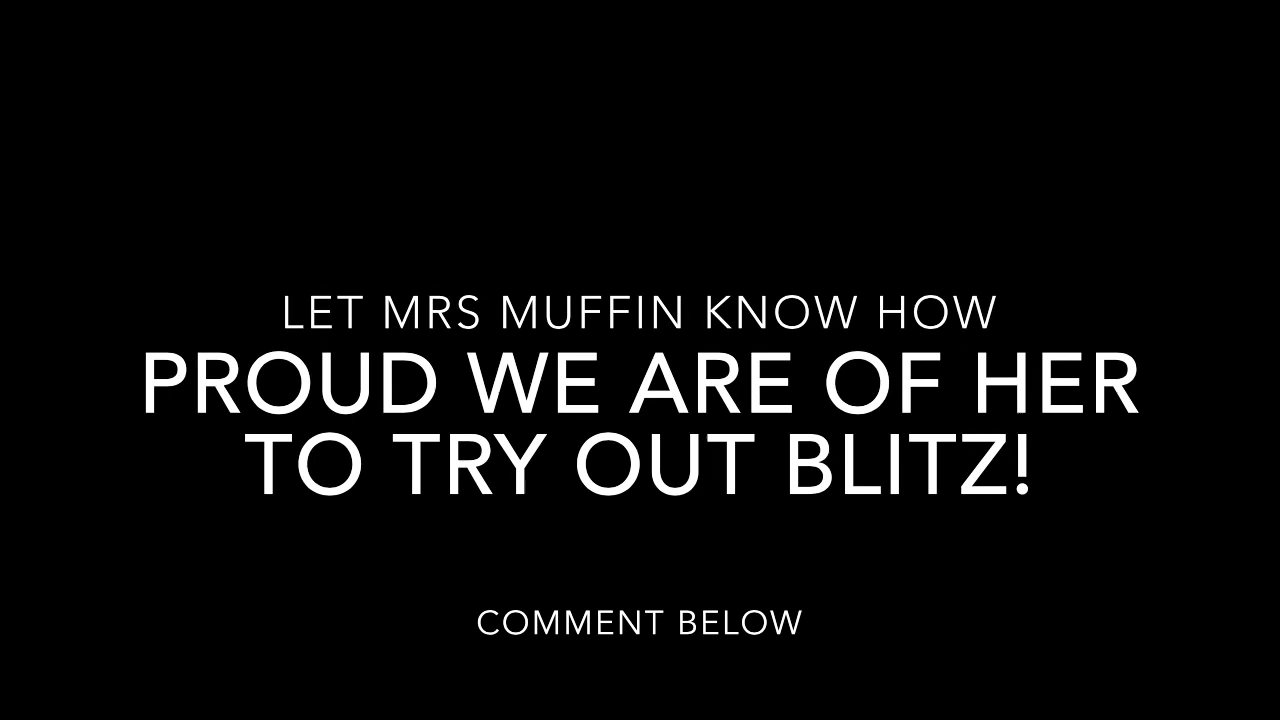 LET MRS MUFFIN KNOW HOW
PROUD WE ARE OF HER
TO TRY OUT BLITZ!
COMMENT BELOW